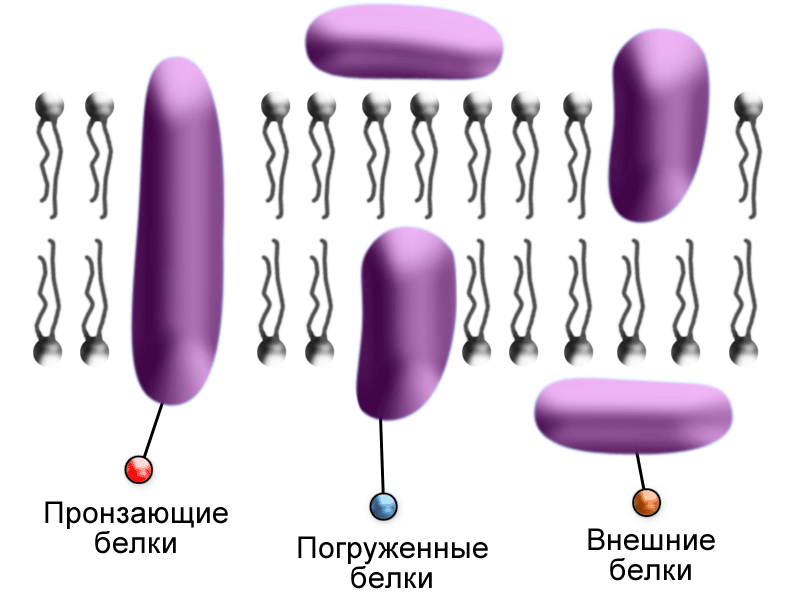 Пронзающие
белки
Погруженные
белки
Внешние
белки